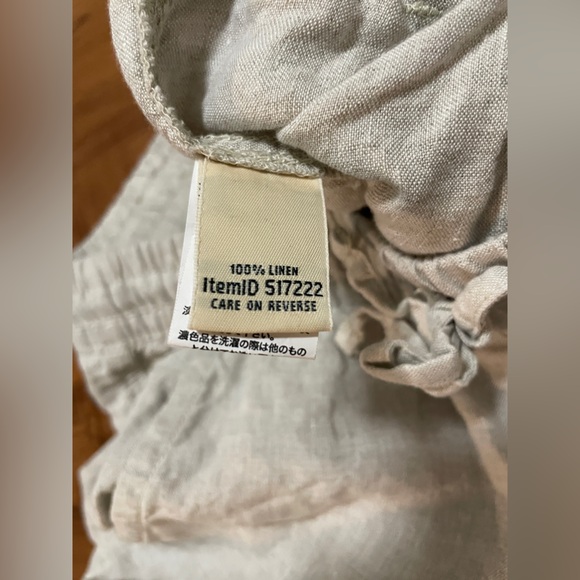 100% LINEN
ItemID 517222
CARE ON REVERSE
濃色品を洗濯の際は他のもの